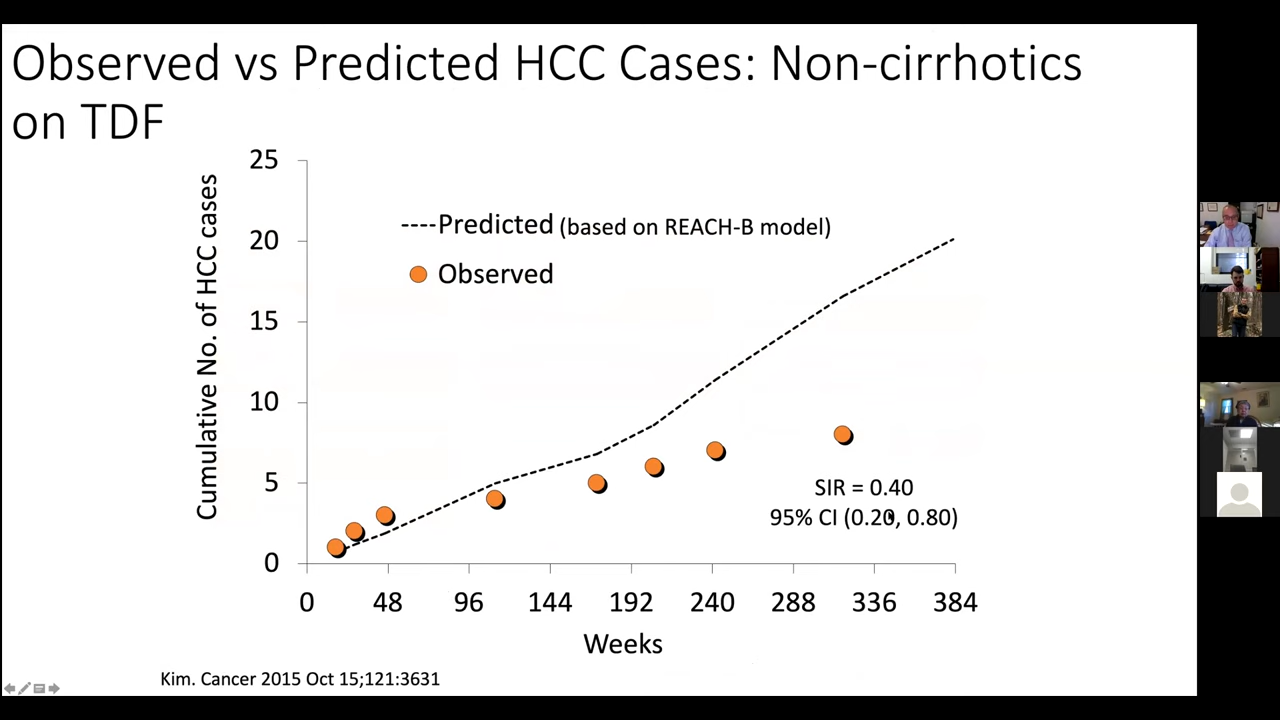 Observed vs Predicted HCC Cases: Non-cirrhotics
on TDF
Cumulative No. of HCC cases
25
20
15
10
5
0
----Predicted (based on REACH-B model)
Observed
SIR = 0.40
95% CI (0.20, 0.80)
0 48 96 144 192 240 288 336 384
Weeks
Kim. Cancer 2015 Oct 15;121:3631